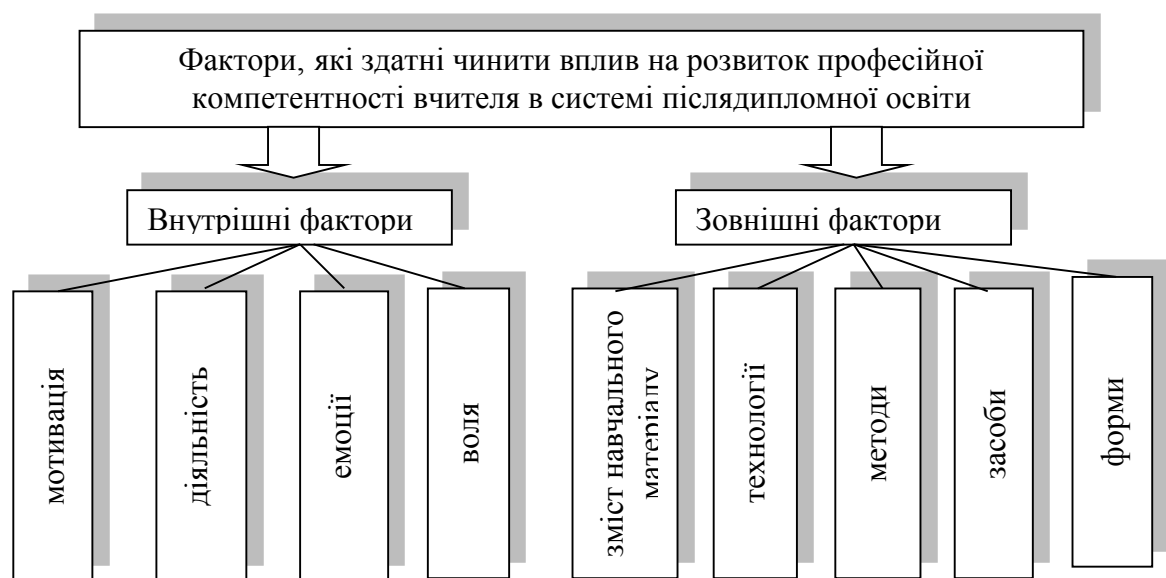 Фактори, які здатні чинити вплив на розвиток професійної
компетентності вчителя в системі післядипломної освіти
Внутрішні фактори
Зовнішні фактори
мотивація
діяльність
емоції
воля
зміст навчального
матеріалу
технології
методи
засоби
форми